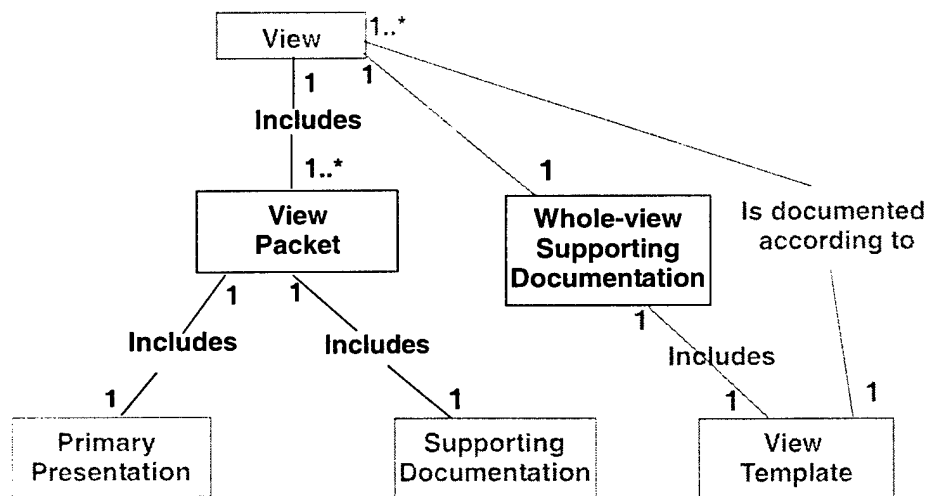 View
1..*
1
1
Includes
1..*
1
View
Packet
Whole-view
Supporting
Documentation
Is documented
according to
1
1
1
Includes
Includes
Includes
1
1
1
1
Primary
Presentation
Supporting
Documentation
View
Template